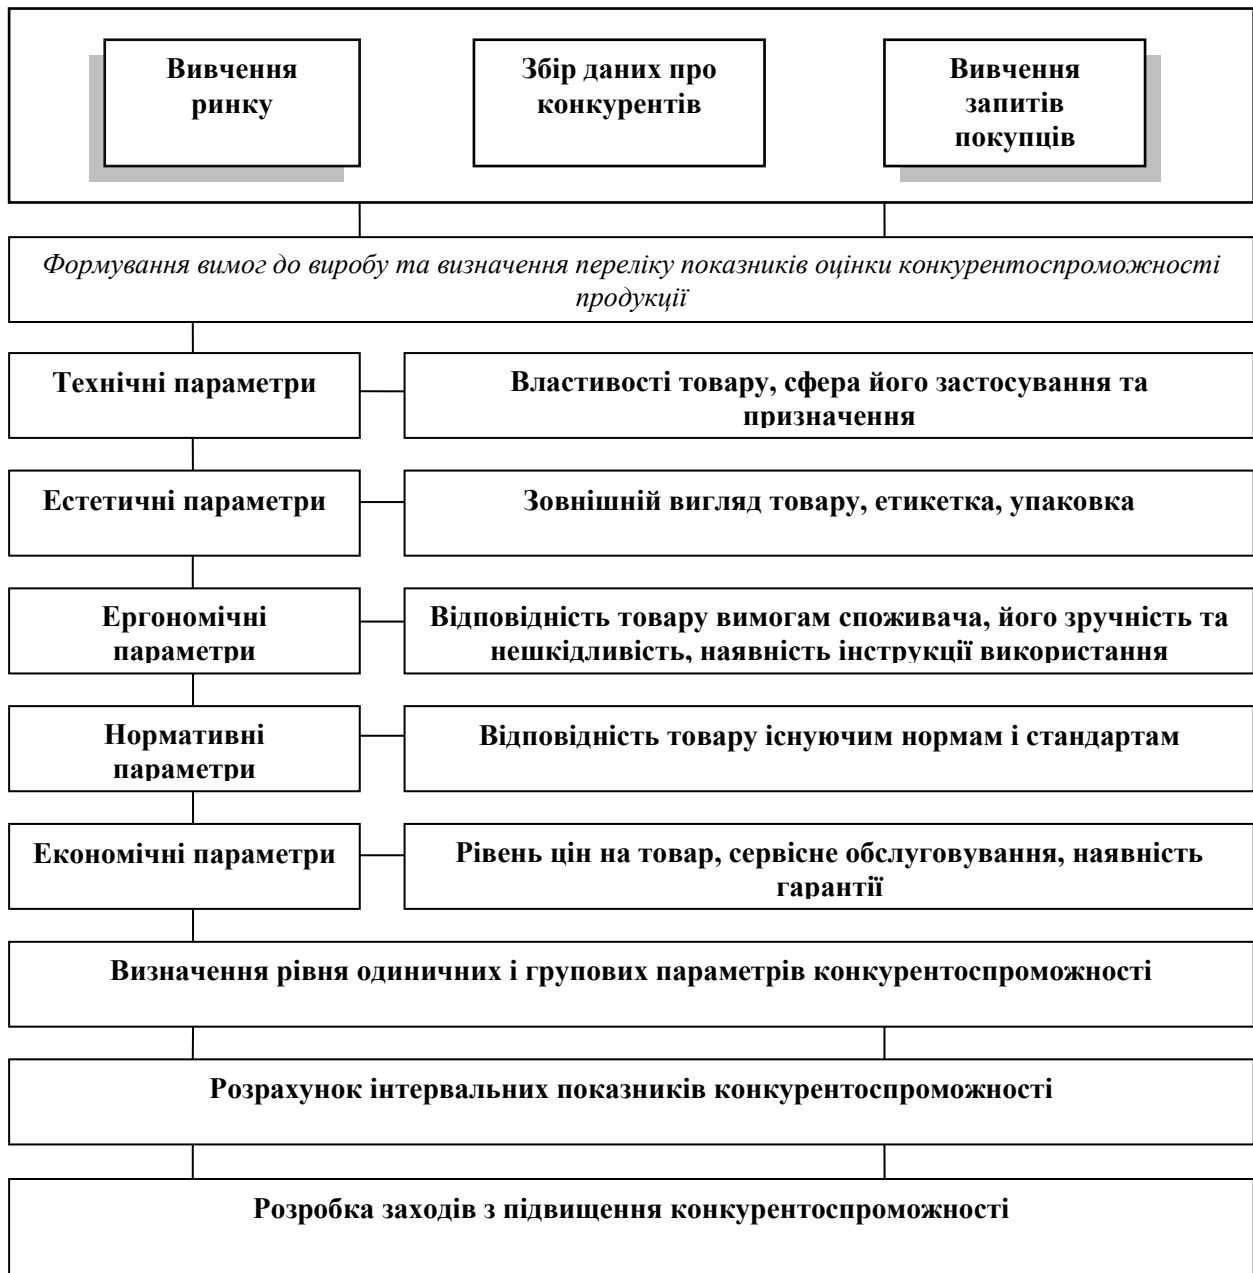 Вивчення
ринку
Збір даних про
конкурентів
Вивчення
запитів
покупців
Формування вимог до виробу та визначення переліку показників оцінки конкурентоспроможності
продукції
Технічні параметри
Властивості товару, сфера його застосування та
призначення
Естетичні параметри
Зовнішній вигляд товару, етикетка, упаковка
Ергономічні
параметри
Відповідність товару вимогам споживача, його зручність та
нешкідливість, наявність інструкції використання
Нормативні
параметри
Відповідність товару існуючим нормам і стандартам
Економічні параметри
Рівень цін на товар, сервісне обслуговування, наявність
гарантії
Визначення рівня одиничних і групових параметрів конкурентоспроможності
Розрахунок інтервальних показників конкурентоспроможності
Розробка заходів з підвищення конкурентоспроможності